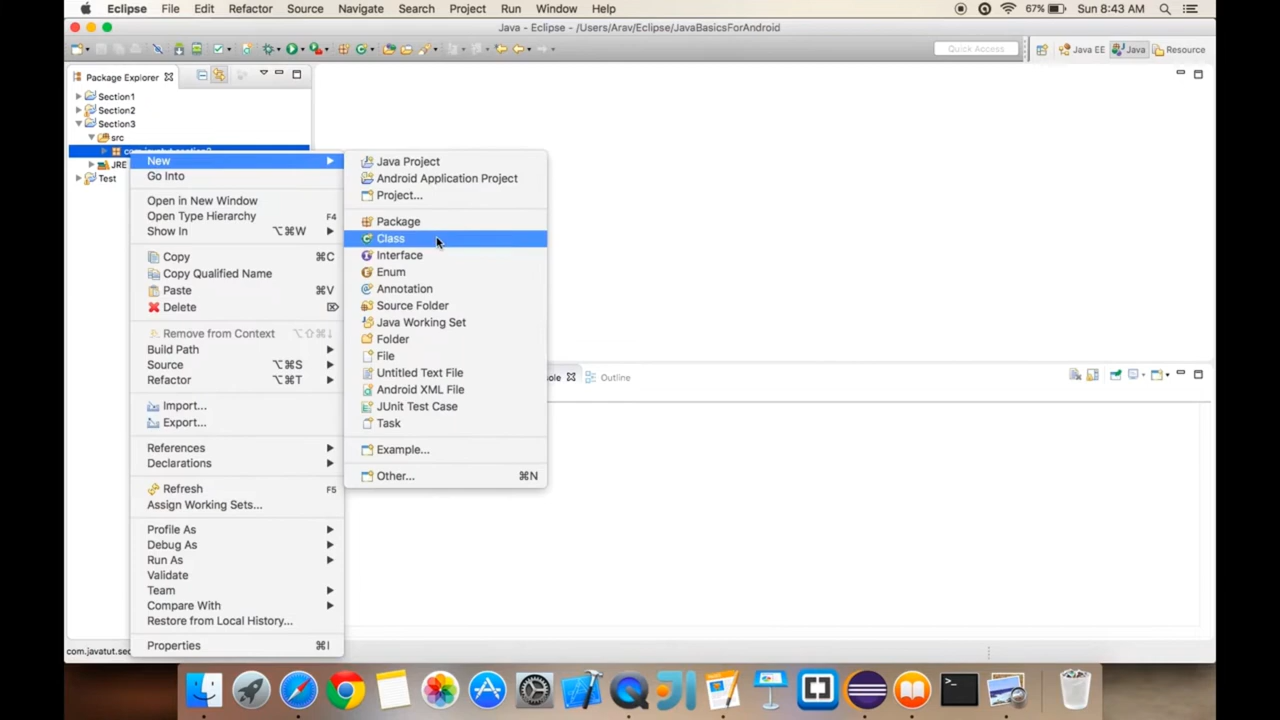 Eclipse File Edit Refactor Source Navigate Search Project Run Window Help 67% Sun 8:43 AM
Java - Eclipse - /Users/Arav/Eclipse/JavaBasicsForAndroid
Quick Access Java EE Java Resource
Package Explorer
Section1
Section2
Section3
src
JRE
Test
New
Go Into
Open in New Window
Open Type Hierarchy F4
Show In ⌥⌘W
Copy ⌘C
Copy Qualified Name
Paste ⌘V
Delete ⌦
Remove from Context ⌥⇧⌘↓
Build Path
Source ⌥⌘S
Refactor ⌥⌘T
Import...
Export...
References
Declarations
Refresh F5
Assign Working Sets...
Profile As
Debug As
Run As
Validate
Team
Compare With
Restore from Local History...
Properties ⌘I
Java Project
Android Application Project
Project...
Package
Class
Interface
Enum
Annotation
Source Folder
Java Working Set
Folder
File
Untitled Text File
Android XML File
JUnit Test Case
Task
Example...
Other... ⌘N
Outline
com.javatut.sec